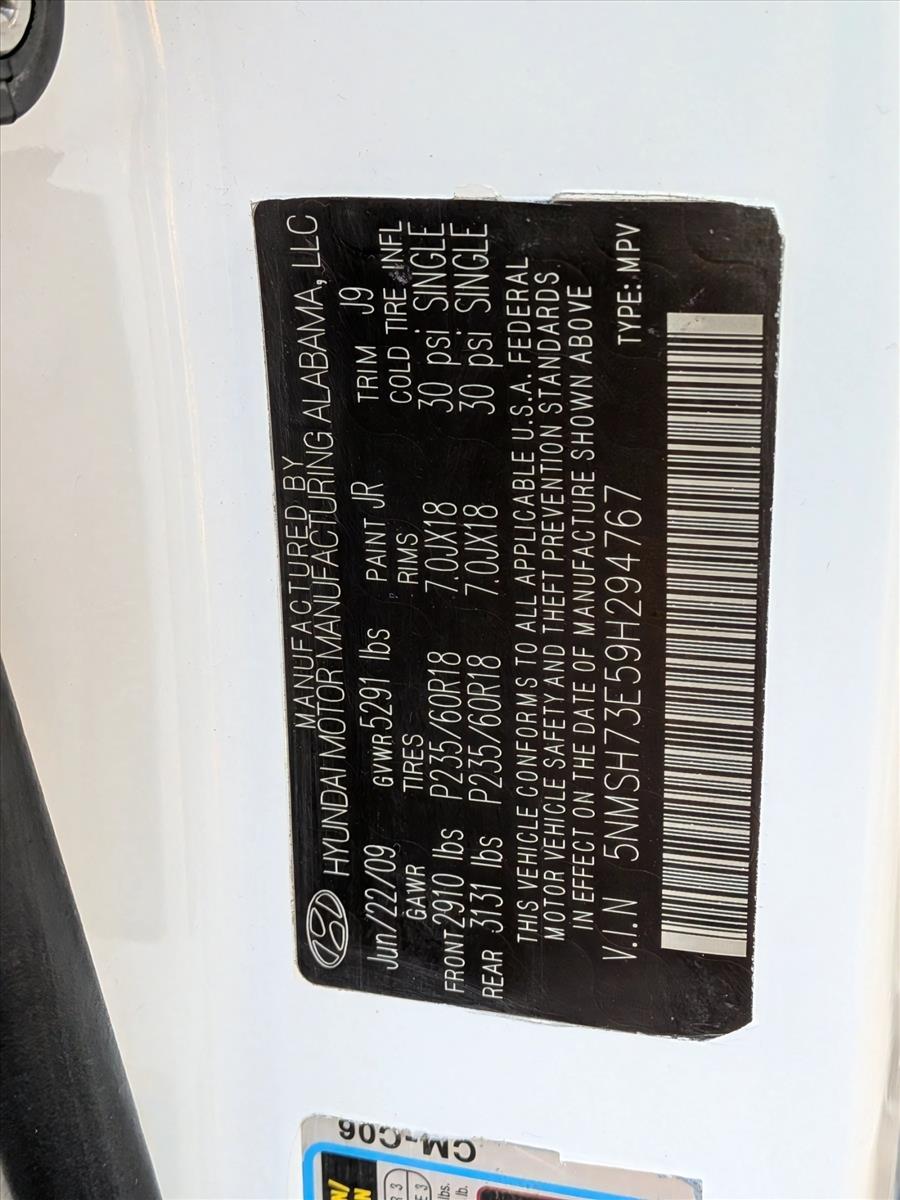 MANUFACTURED BY
HYUNDAI MOTOR MANUFACTURING ALABAMA, LLC
Jun/22/09 GVWR 5291 lbs PAINT JR TRIM J9
GAWR TIRES RIMS COLD TIRE INFL
FRONT 2910 lbs P235/60R18 7.0JX18 30 psi SINGLE
REAR 3131 lbs P235/60R18 7.0JX18 30 psi SINGLE
THIS VEHICLE CONFORMS TO ALL APPLICABLE U.S.A. FEDERAL
MOTOR VEHICLE SAFETY AND THEFT PREVENTION STANDARDS
IN EFFECT ON THE DATE OF MANUFACTURE SHOWN ABOVE
V.I.N 5NMSH73E59H294767 TYPE: MPV
CM-C06
lbs.
lb.